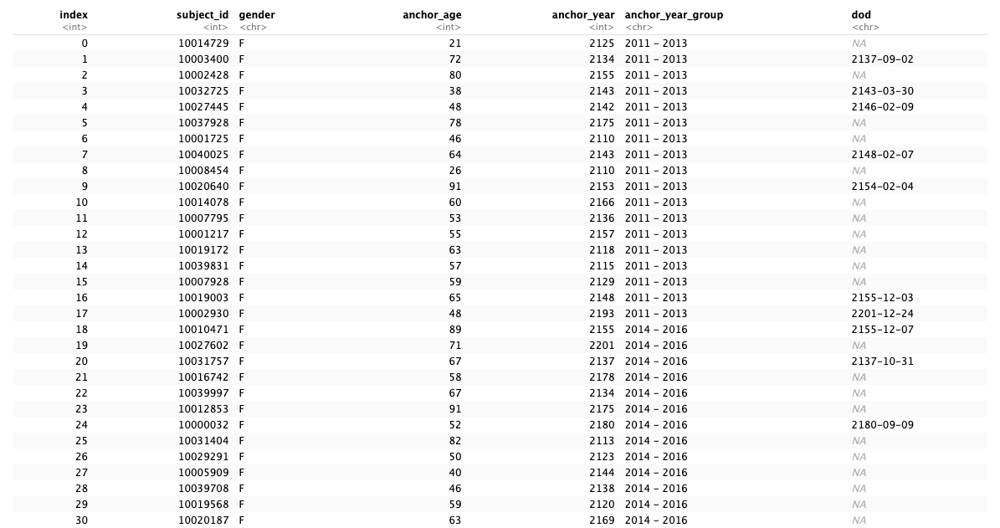 index subject_id gender anchor_age anchor_year anchor_year_group dod
<int> <int> <chr> <int> <int> <chr> <chr>
0 10014729 F 21 2125 2011 – 2013 NA
1 10003400 F 72 2134 2011 – 2013 2137-09-02
2 10002428 F 80 2155 2011 – 2013 NA
3 10032725 F 38 2143 2011 – 2013 2143-03-30
4 10027445 F 48 2142 2011 – 2013 2146-02-09
5 10037928 F 78 2175 2011 – 2013 NA
6 10001725 F 46 2110 2011 – 2013 NA
7 10040025 F 64 2143 2011 – 2013 2148-02-07
8 10008454 F 26 2110 2011 – 2013 NA
9 10020640 F 91 2153 2011 – 2013 2154-02-04
10 10014078 F 60 2166 2011 – 2013 NA
11 10007795 F 53 2136 2011 – 2013 NA
12 10001217 F 55 2157 2011 – 2013 NA
13 10019172 F 63 2118 2011 – 2013 NA
14 10039831 F 57 2115 2011 – 2013 NA
15 10007928 F 59 2129 2011 – 2013 NA
16 10019003 F 65 2148 2011 – 2013 2155-12-03
17 10002930 F 48 2193 2011 – 2013 2201-12-24
18 10010471 F 89 2155 2014 – 2016 2155-12-07
19 10027602 F 71 2201 2014 – 2016 NA
20 10031757 F 67 2137 2014 – 2016 2137-10-31
21 10016742 F 58 2178 2014 – 2016 NA
22 10039997 F 67 2134 2014 – 2016 NA
23 10012853 F 91 2175 2014 – 2016 NA
24 10000032 F 52 2180 2014 – 2016 2180-09-09
25 10031404 F 82 2113 2014 – 2016 NA
26 10029291 F 50 2123 2014 – 2016 NA
27 10005909 F 40 2144 2014 – 2016 NA
28 10039708 F 46 2138 2014 – 2016 NA
29 10019568 F 59 2120 2014 – 2016 NA
30 10020187 F 63 2169 2014 – 2016 NA